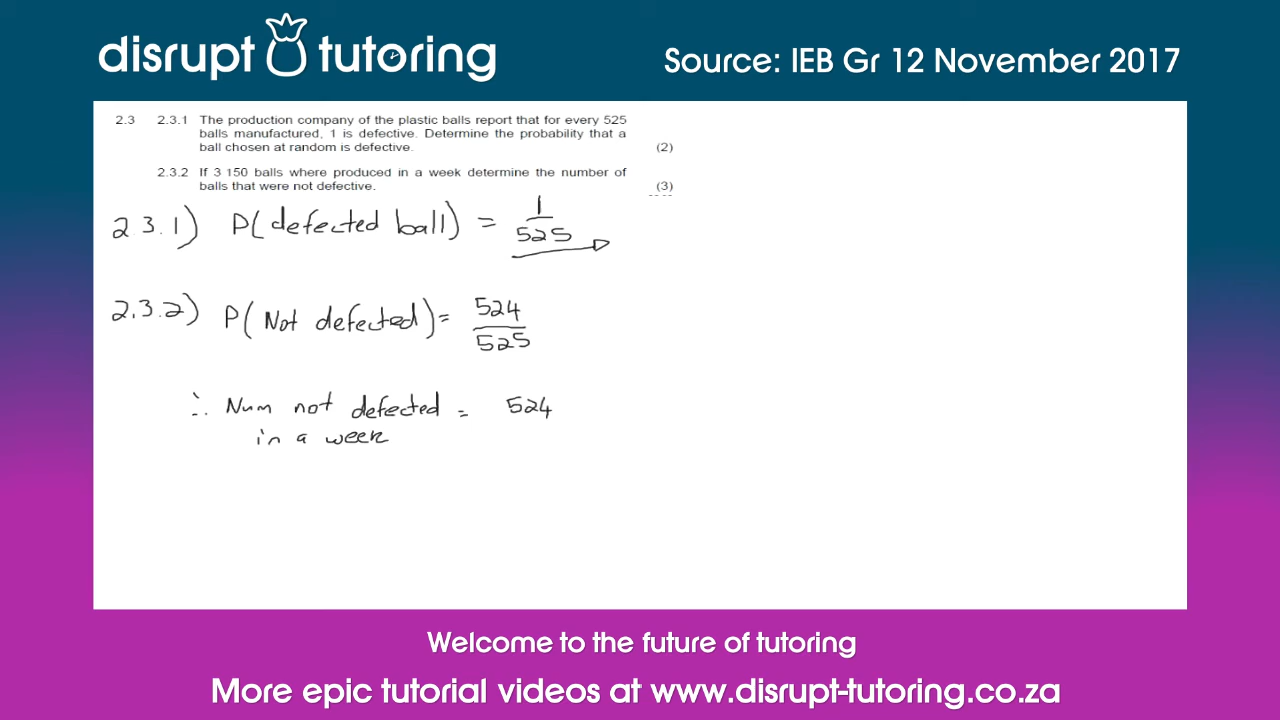 disrupt tutoring
Source: IEB Gr 12 November 2017
2.3 2.3.1 The production company of the plastic balls report that for every 525
balls manufactured, 1 is defective. Determine the probability that a
ball chosen at random is defective. (2)
2.3.2 If 3 150 balls where produced in a week determine the number of
balls that were not defective. (3)
2.3.1) P(defected ball) = 1/525
2.3.2) P(Not defected) = 524/525
∴ Num not defected = 524
in a week
Welcome to the future of tutoring
More epic tutorial videos at www.disrupt-tutoring.co.za